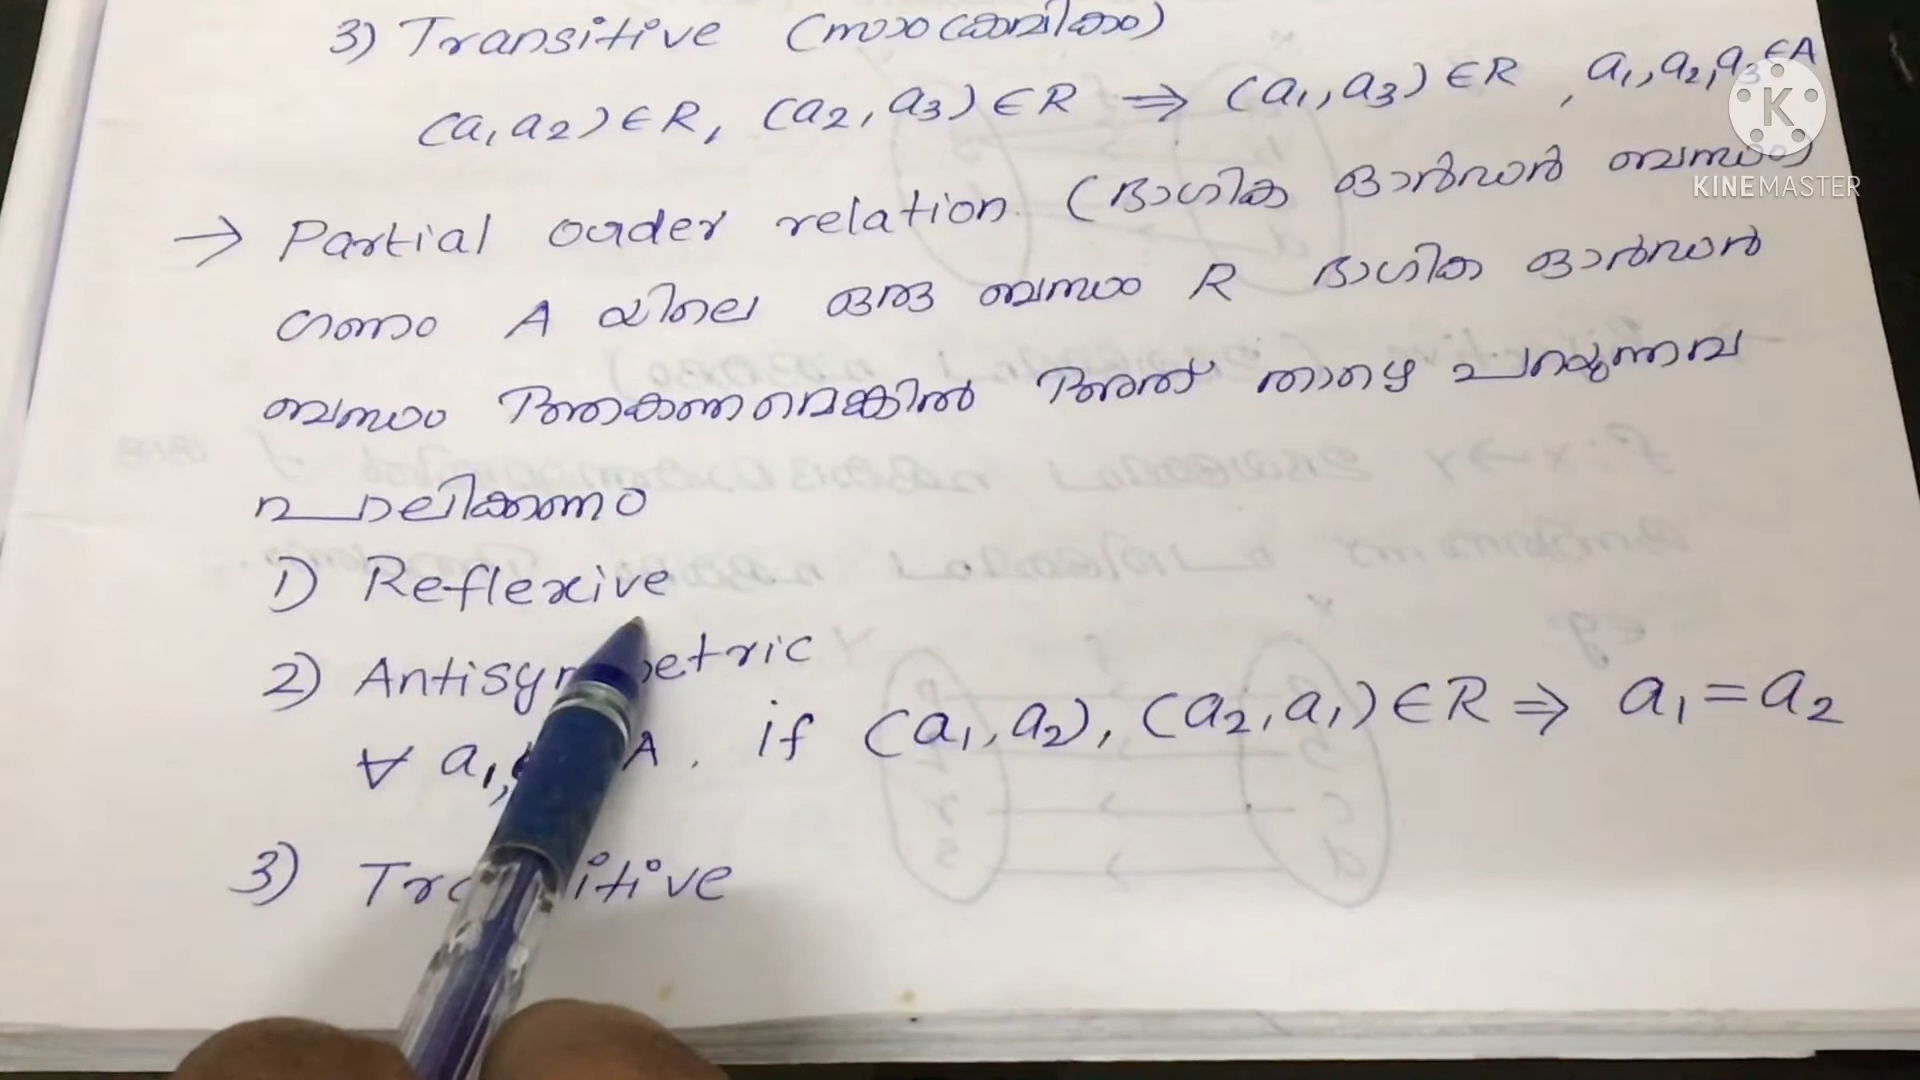 3) Transitive (സാംക്രമികം)
(a, a2) ∈ R, (a2, a3) ∈ R ⇒ (a1, a3) ∈ R , a1, a2, a3 ∈ A
→ Partial order relation (ഭാഗിക ഓർഡർ ബന്ധം)
ഗണം A യിലെ ഒരു ബന്ധം R ഭാഗിക ഓർഡർ
ബന്ധം ആകണമെങ്കിൽ അത് താഴെ പറയുന്നവ
പാലിക്കണം
1) Reflexive
2) Antisymmetric
∀ a1, A . if (a1, a2), (a2, a1) ∈ R ⇒ a1 = a2
3) Transitive
K
KINEMASTER